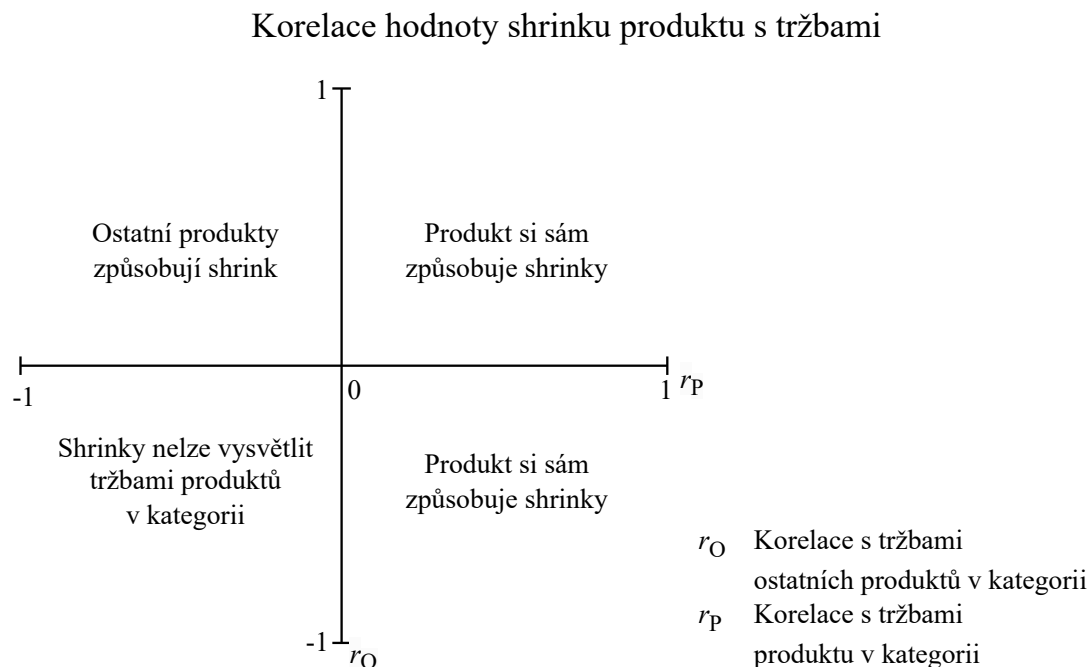 Korelace hodnoty shrinku produktu s tržbami
1
Ostatní produkty
způsobují shrink
Produkt si sám
způsobuje shrinky
-1
0
1 rP
Shrinky nelze vysvětlit
tržbami produktů
v kategorii
Produkt si sám
způsobuje shrinky
-1
rO
rO Korelace s tržbami
ostatních produktů v kategorii
rP Korelace s tržbami
produktu v kategorii